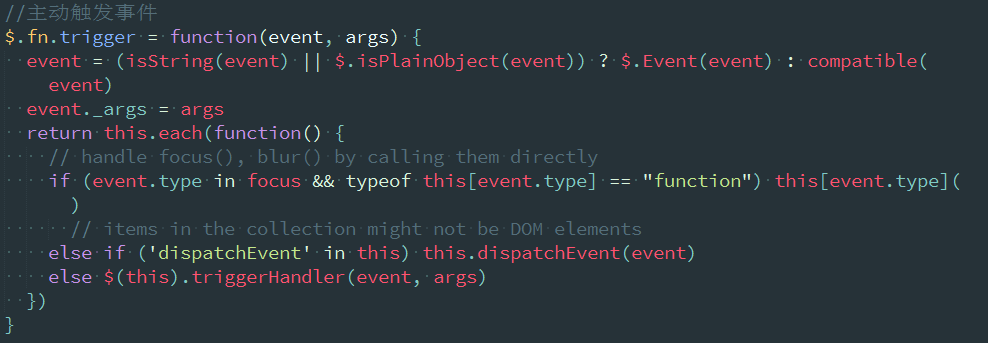 //主动触发事件
$.fn.trigger = function(event, args) {
  event = (isString(event) || $.isPlainObject(event)) ? $.Event(event) : compatible(
    event)
  event._args = args
  return this.each(function() {
    // handle focus(), blur() by calling them directly
    if (event.type in focus && typeof this[event.type] == "function") this[event.type](
      )
      // items in the collection might not be DOM elements
    else if ('dispatchEvent' in this) this.dispatchEvent(event)
    else $(this).triggerHandler(event, args)
  })
}